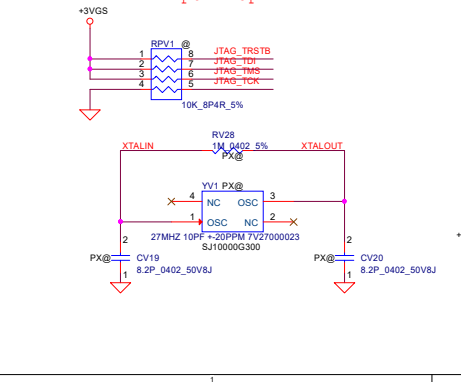 +3VGS
RPV1 @
1 8 JTAG_TRSTB
2 7 JTAG_TDI
3 6 JTAG_TMS
4 5 JTAG_TCK
10K_8P4R_5%
RV28
XTALIN 1M_0402_5% XTALOUT
PX@
YV1 PX@
4 NC OSC 3
1 OSC NC 2
27MHZ 10PF +-20PPM 7V27000023
SJ10000G300
2 2
PX@ CV19 PX@ CV20
8.2P_0402_50V8J 8.2P_0402_50V8J
1 1
1